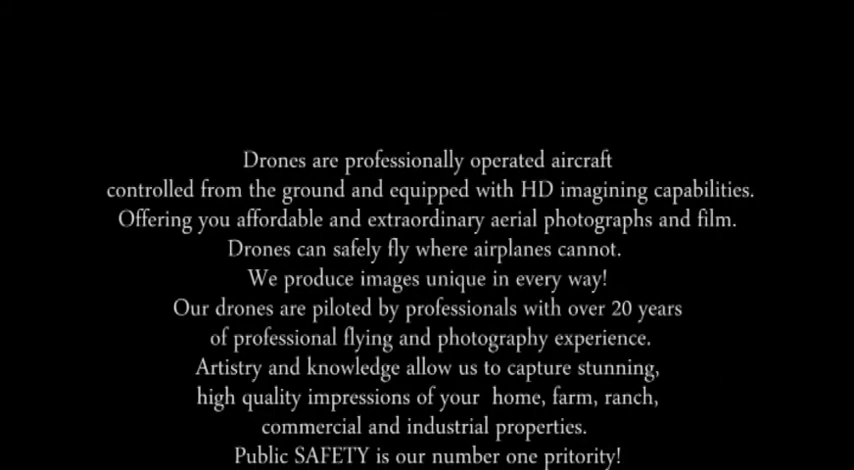 Drones are professionally operated aircraft
controlled from the ground and equipped with HD imagining capabilities.
Offering you affordable and extraordinary aerial photographs and film.
Drones can safely fly where airplanes cannot.
We produce images unique in every way!
Our drones are piloted by professionals with over 20 years
of professional flying and photography experience.
Artistry and knowledge allow us to capture stunning,
high quality impressions of your  home, farm, ranch,
commercial and industrial properties.
Public SAFETY is our number one pritority!